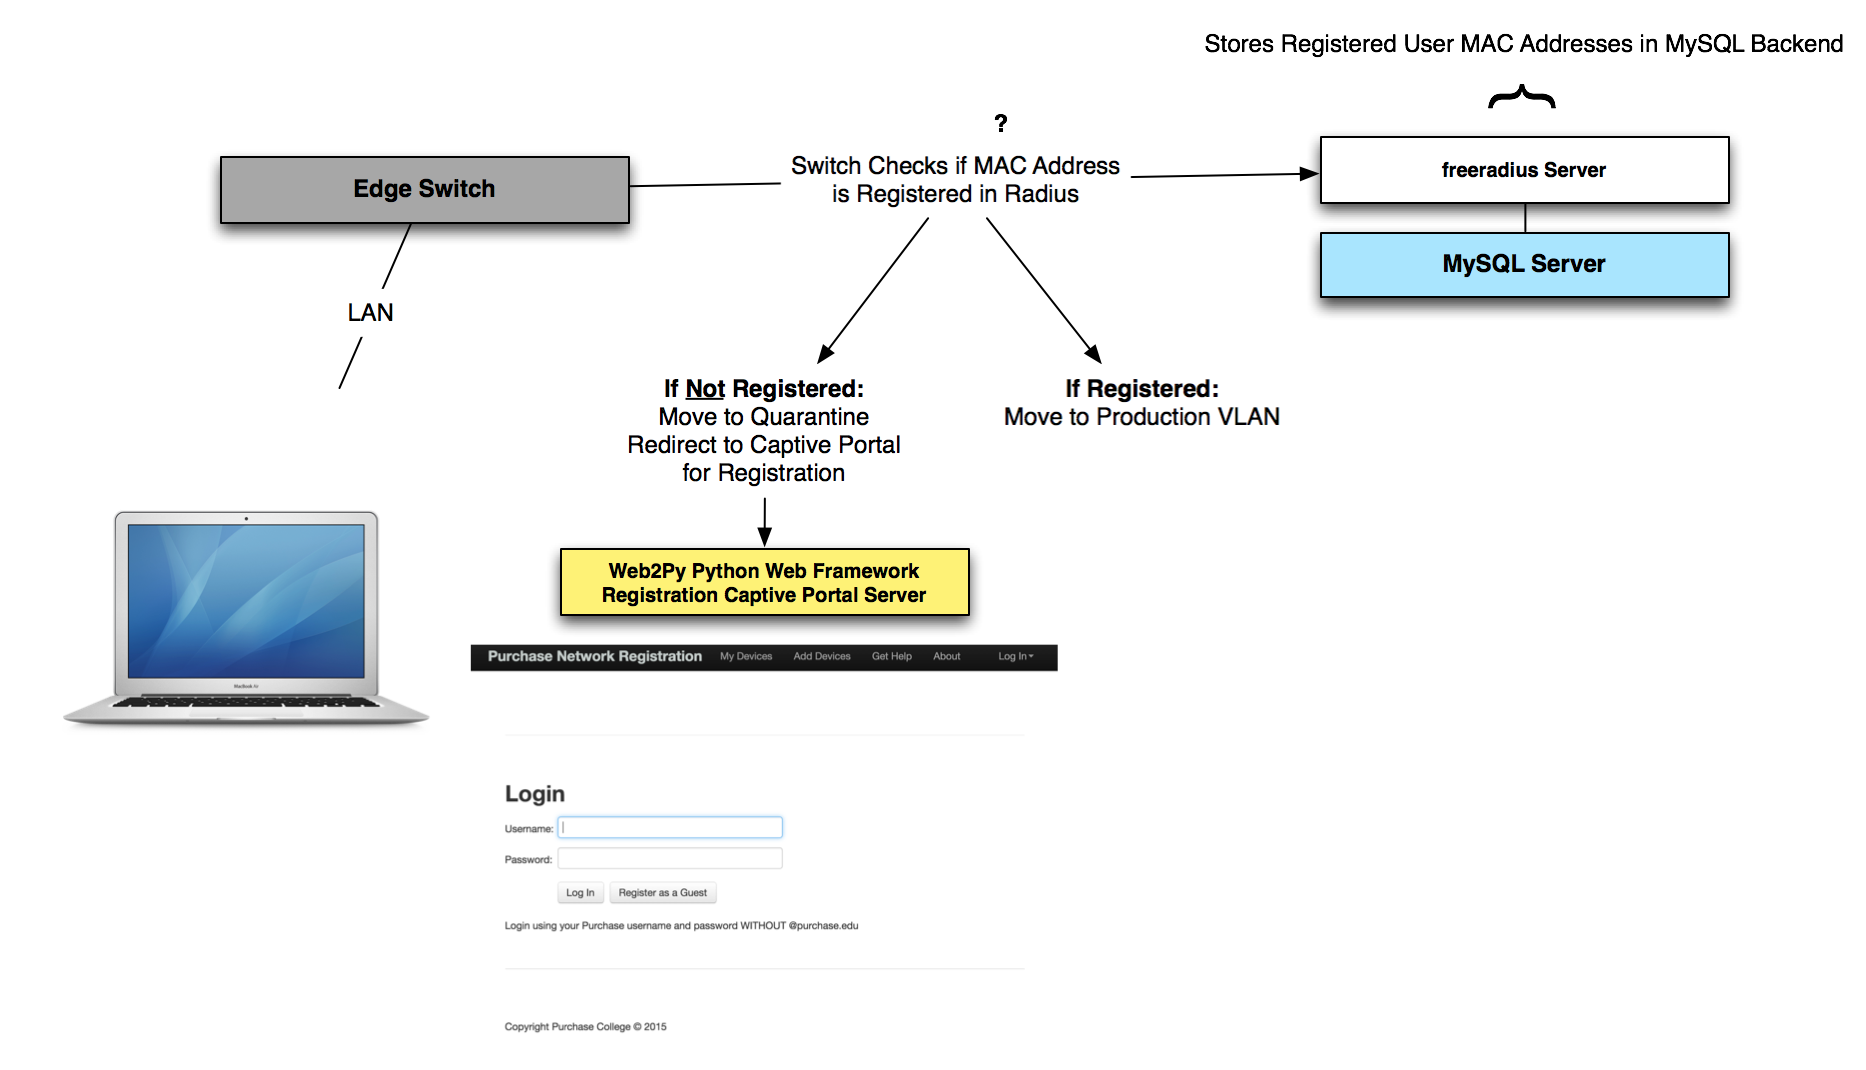 Stores Registered User MAC Addresses in MySQL Backend
?
Edge Switch
Switch Checks if MAC Address
is Registered in Radius
freeradius Server
MySQL Server
LAN
If Not Registered:
Move to Quarantine
Redirect to Captive Portal
for Registration
If Registered:
Move to Production VLAN
Web2Py Python Web Framework
Registration Captive Portal Server
MacBook Air
Purchase Network Registration My Devices Add Devices Get Help About Log In
Login
Username:
Password:
Log In Register as a Guest
Login using your Purchase username and password WITHOUT @purchase.edu
Copyright Purchase College © 2015